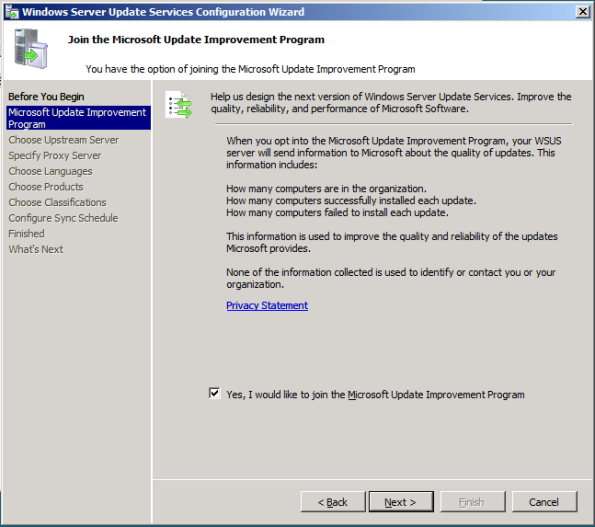 Windows Server Update Services Configuration Wizard
Join the Microsoft Update Improvement Program
You have the option of joining the Microsoft Update Improvement Program
Before You Begin
Microsoft Update Improvement
Program
Choose Upstream Server
Specify Proxy Server
Choose Languages
Choose Products
Choose Classifications
Configure Sync Schedule
Finished
What's Next
Help us design the next version of Windows Server Update Services. Improve the
quality, reliability, and performance of Microsoft Software.
When you opt into the Microsoft Update Improvement Program, your WSUS
server will send information to Microsoft about the quality of updates. This
information includes:
How many computers are in the organization.
How many computers successfully installed each update.
How many computers failed to install each update.
This information is used to improve the quality and reliability of the updates
Microsoft provides.
None of the information collected is used to identify or contact you or your
organization.
Privacy Statement
Yes, I would like to join the Microsoft Update Improvement Program
< Back
Next >
Finish
Cancel